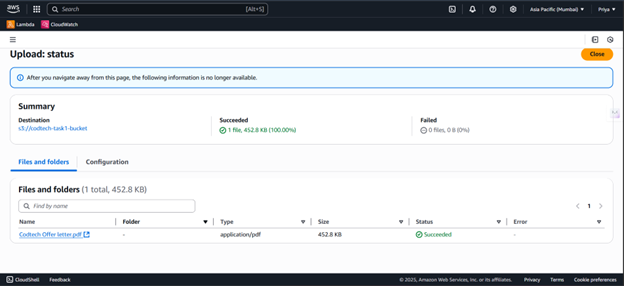 aws Search [Alt+S] Asia Pacific (Mumbai) Priya
Lambda CloudWatch
Upload: status Close
After you navigate away from this page, the following information is no longer available.
Summary
Destination Succeeded Failed
s3://codtech-task1-bucket 1 file, 452.8 KB (100.00%) 0 files, 0 B (0%)
Files and folders Configuration
Files and folders (1 total, 452.8 KB)
Find by name 1
Name Folder Type Size Status Error
Codtech Offer letter.pdf - application/pdf 452.8 KB Succeeded -
CloudShell Feedback © 2025, Amazon Web Services, Inc. or its affiliates. Privacy Terms Cookie preferences